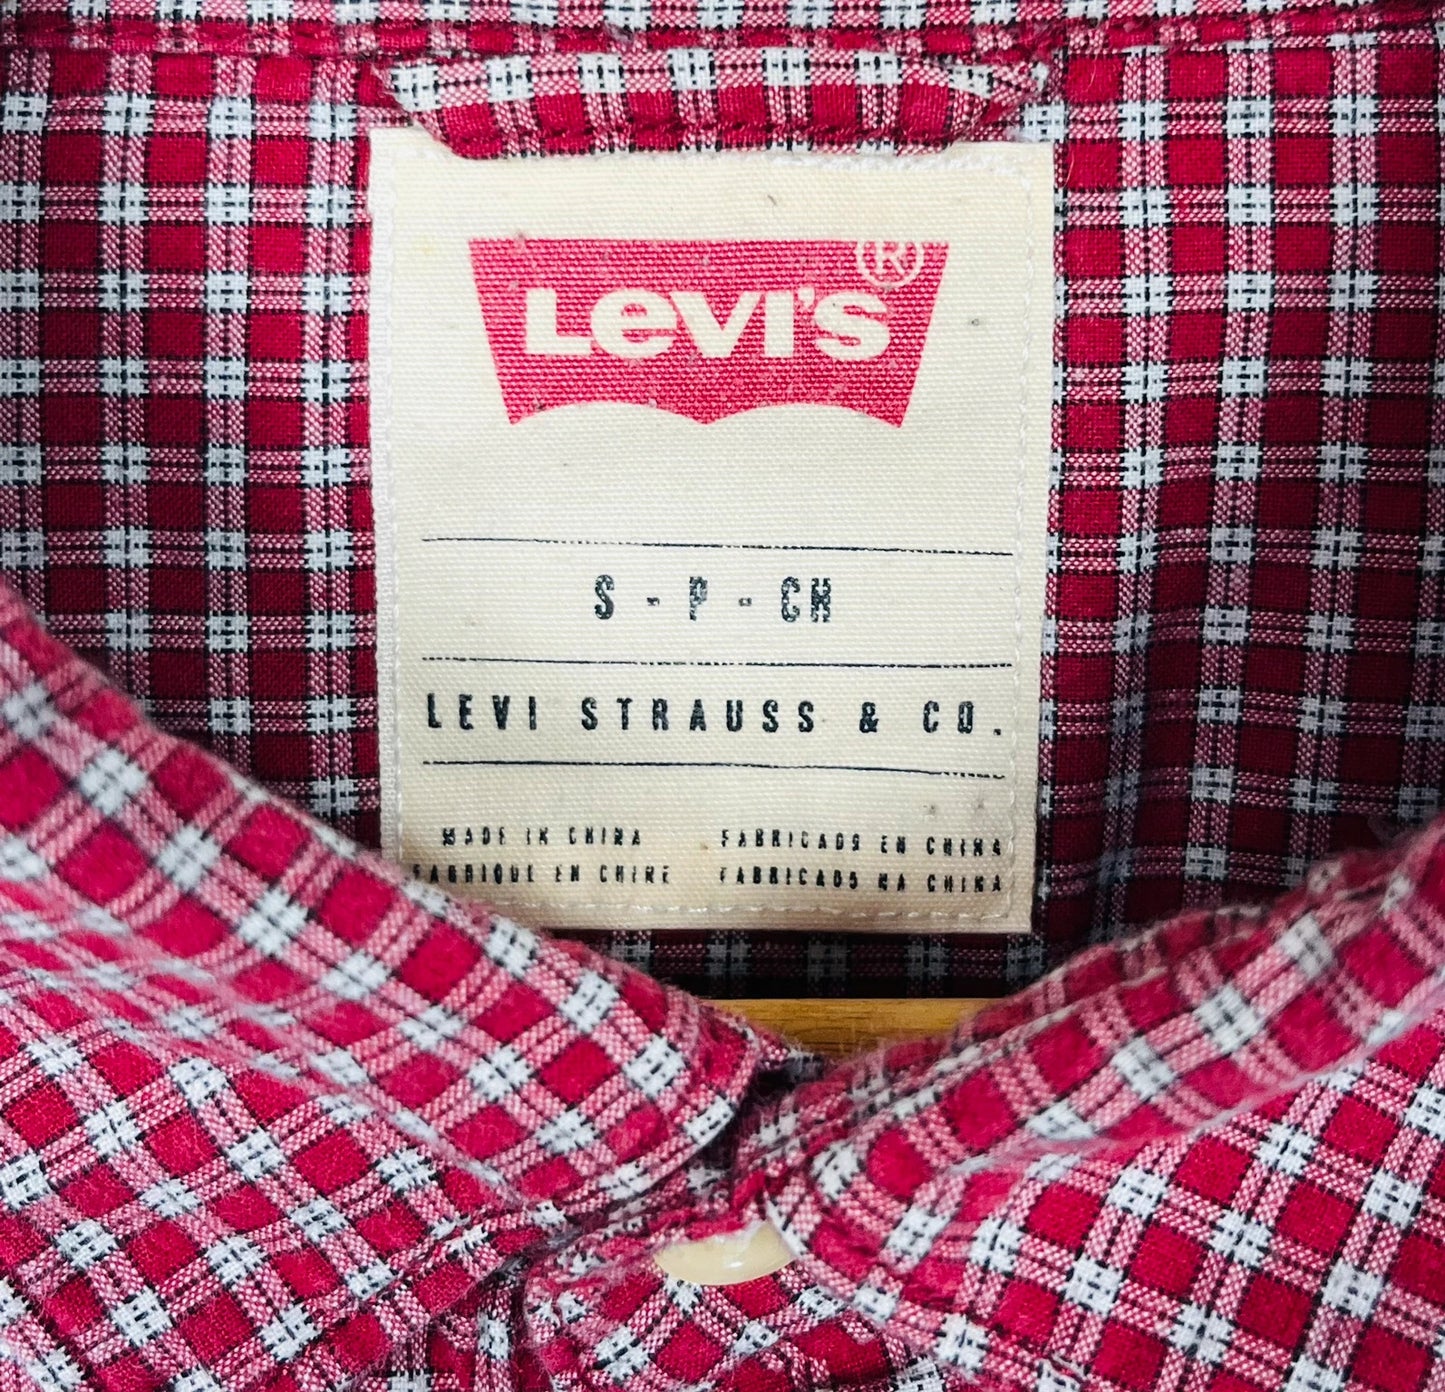 Levi's®
S - P - CH
LEVI STRAUSS & CO.
MADE IN CHINA FABRICADO EN CHINA
FABRIQUE EN CHINE FABRICADO NA CHINA